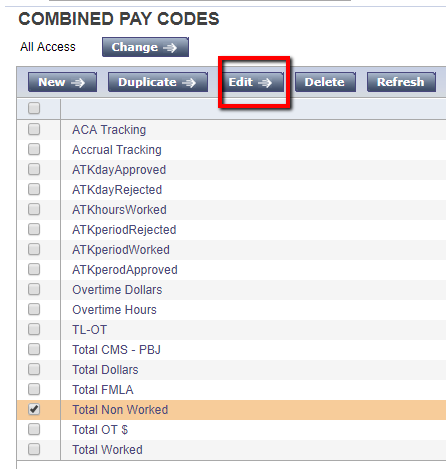 COMBINED PAY CODES
All Access Change
New Duplicate Edit Delete Refresh
ACA Tracking
Accrual Tracking
ATKdayApproved
ATKdayRejected
ATKhoursWorked
ATKperiodRejected
ATKperiodWorked
ATKperodApproved
Overtime Dollars
Overtime Hours
TL-OT
Total CMS - PBJ
Total Dollars
Total FMLA
Total Non Worked
Total OT $
Total Worked